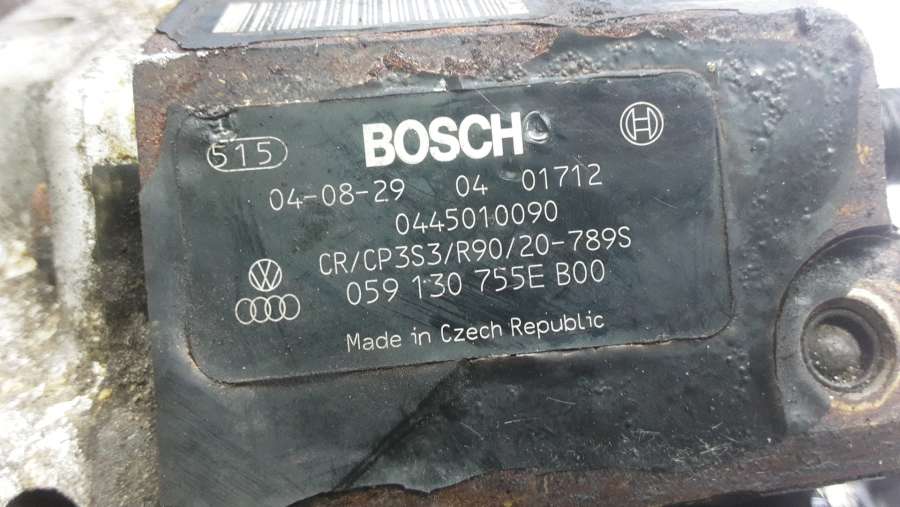 515 BOSCH
04-08-29 04 01712
0445010090
CR/CP3S3/R90/20-789S
059 130 755E B00
Made in Czech Republic